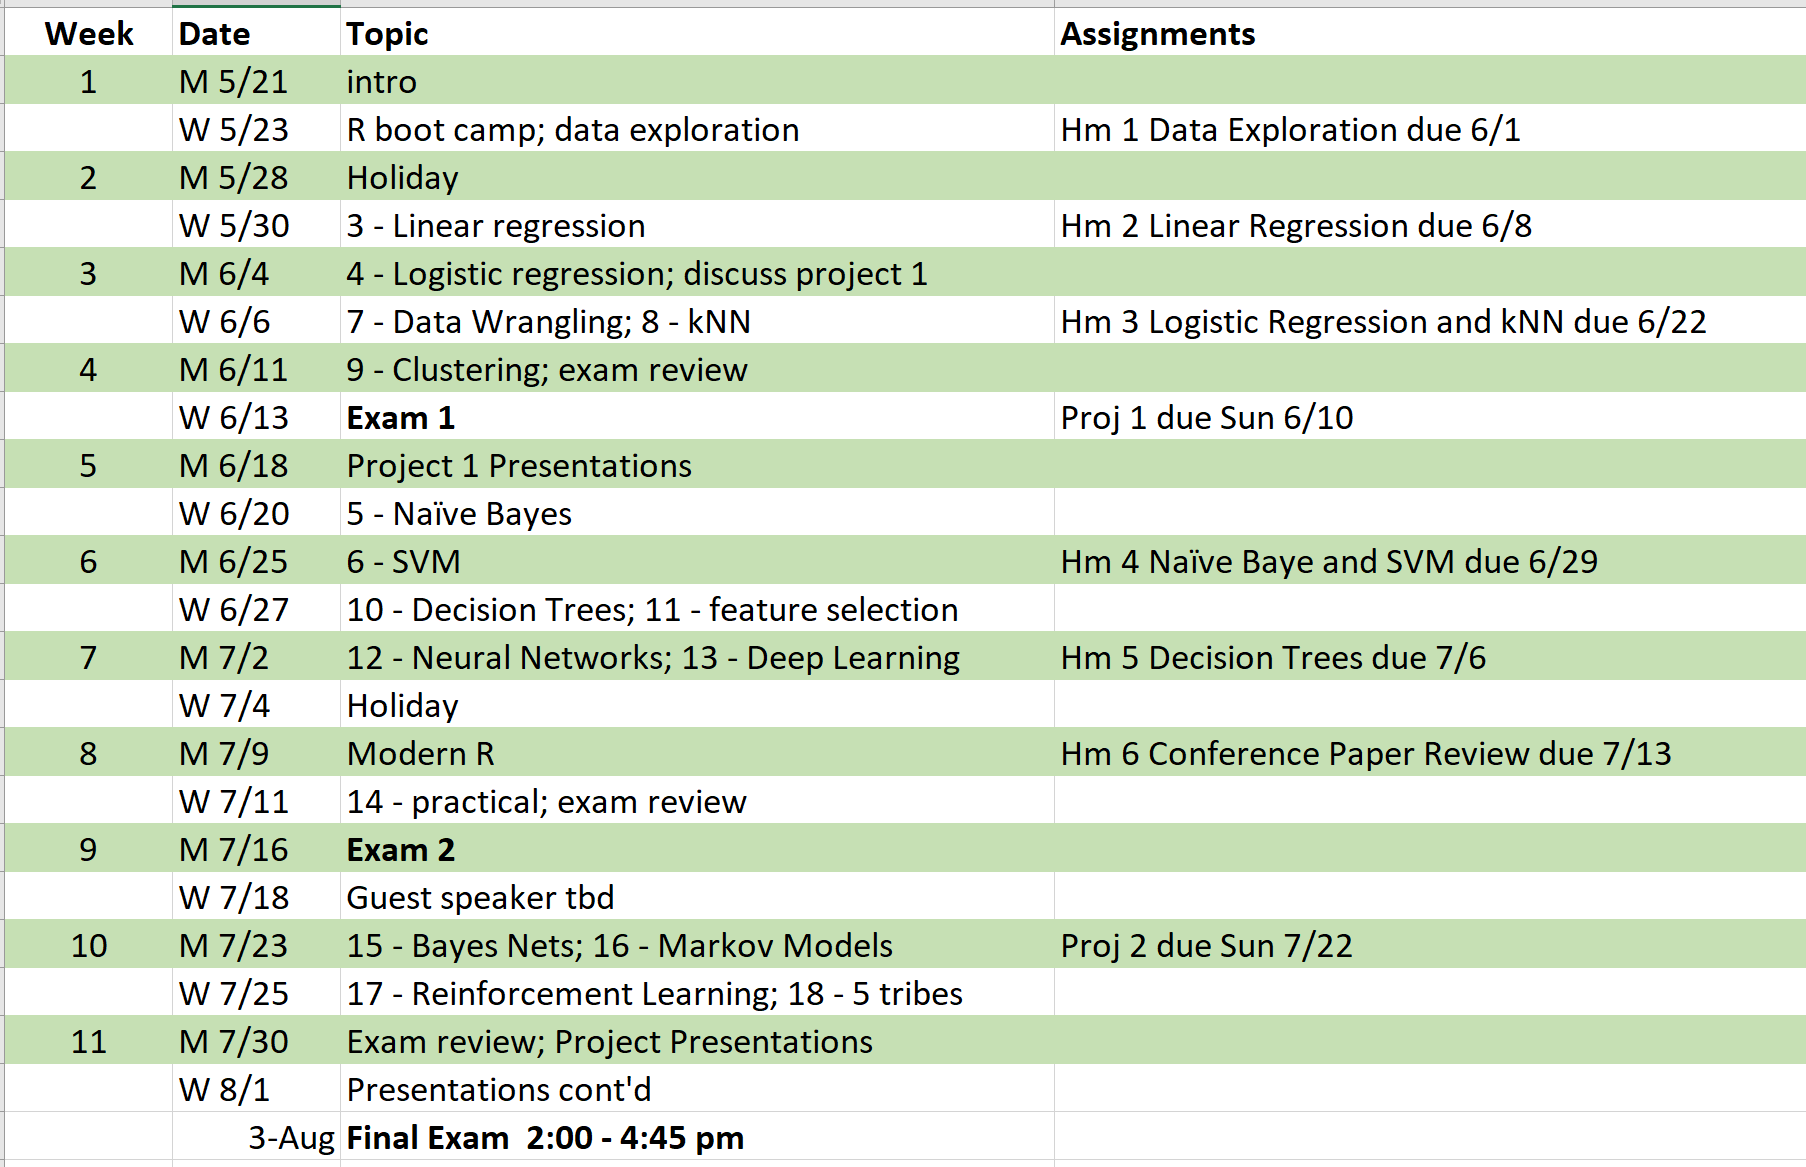 Week Date Topic Assignments
1 M 5/21 intro
W 5/23 R boot camp; data exploration Hm 1 Data Exploration due 6/1
2 M 5/28 Holiday
W 5/30 3 - Linear regression Hm 2 Linear Regression due 6/8
3 M 6/4 4 - Logistic regression; discuss project 1
W 6/6 7 - Data Wrangling; 8 - kNN Hm 3 Logistic Regression and kNN due 6/22
4 M 6/11 9 - Clustering; exam review
W 6/13 Exam 1 Proj 1 due Sun 6/10
5 M 6/18 Project 1 Presentations
W 6/20 5 - Naïve Bayes
6 M 6/25 6 - SVM Hm 4 Naïve Baye and SVM due 6/29
W 6/27 10 - Decision Trees; 11 - feature selection
7 M 7/2 12 - Neural Networks; 13 - Deep Learning Hm 5 Decision Trees due 7/6
W 7/4 Holiday
8 M 7/9 Modern R Hm 6 Conference Paper Review due 7/13
W 7/11 14 - practical; exam review
9 M 7/16 Exam 2
W 7/18 Guest speaker tbd
10 M 7/23 15 - Bayes Nets; 16 - Markov Models Proj 2 due Sun 7/22
W 7/25 17 - Reinforcement Learning; 18 - 5 tribes
11 M 7/30 Exam review; Project Presentations
W 8/1 Presentations cont'd
3-Aug Final Exam  2:00 - 4:45 pm